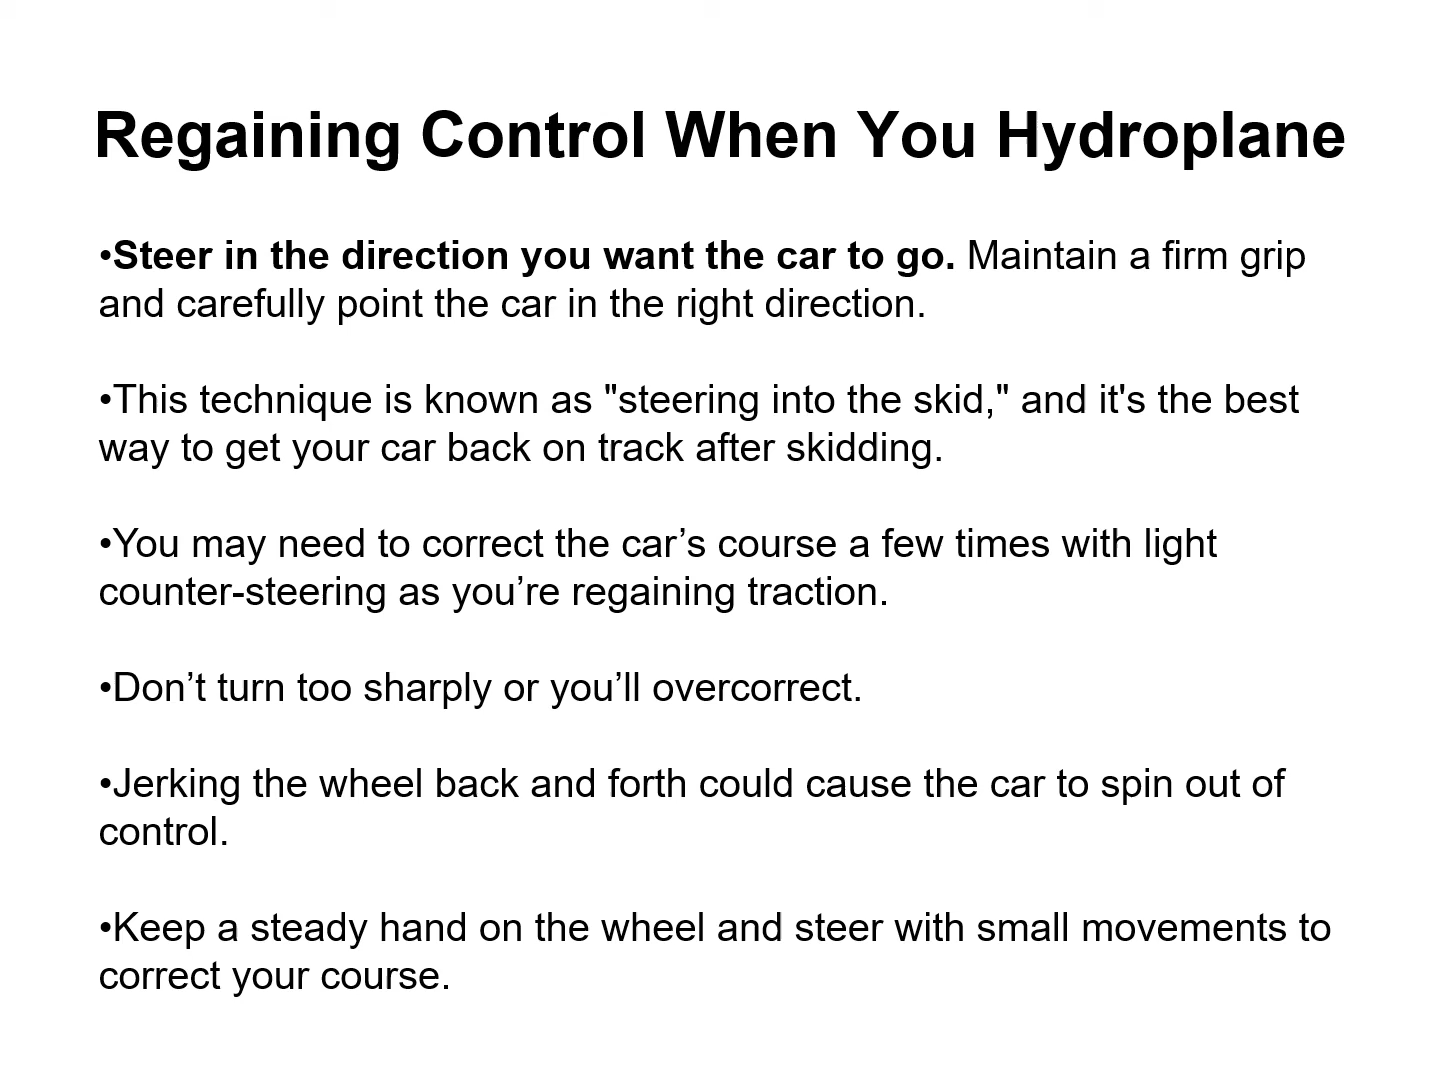 Regaining Control When You Hydroplane
•Steer in the direction you want the car to go. Maintain a firm grip
and carefully point the car in the right direction.
•This technique is known as "steering into the skid," and it's the best
way to get your car back on track after skidding.
•You may need to correct the car’s course a few times with light
counter-steering as you’re regaining traction.
•Don’t turn too sharply or you’ll overcorrect.
•Jerking the wheel back and forth could cause the car to spin out of
control.
•Keep a steady hand on the wheel and steer with small movements to
correct your course.